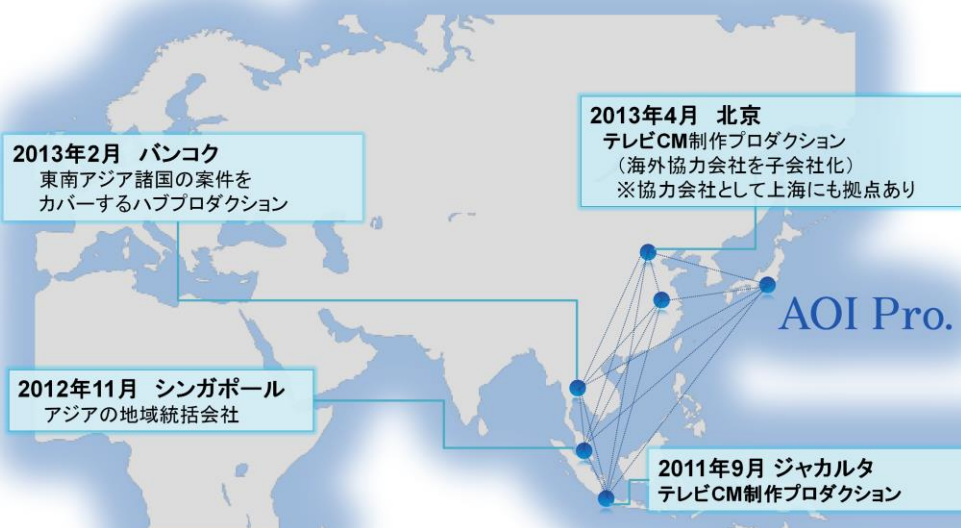 2013年4月 北京
テレビCM制作プロダクション
（海外協力会社を子会社化）
※協力会社として上海にも拠点あり
2013年2月 バンコク
東南アジア諸国の案件を
カバーするハブプロダクション
AOI Pro.
2012年11月 シンガポール
アジアの地域統括会社
2011年9月 ジャカルタ
テレビCM制作プロダクション